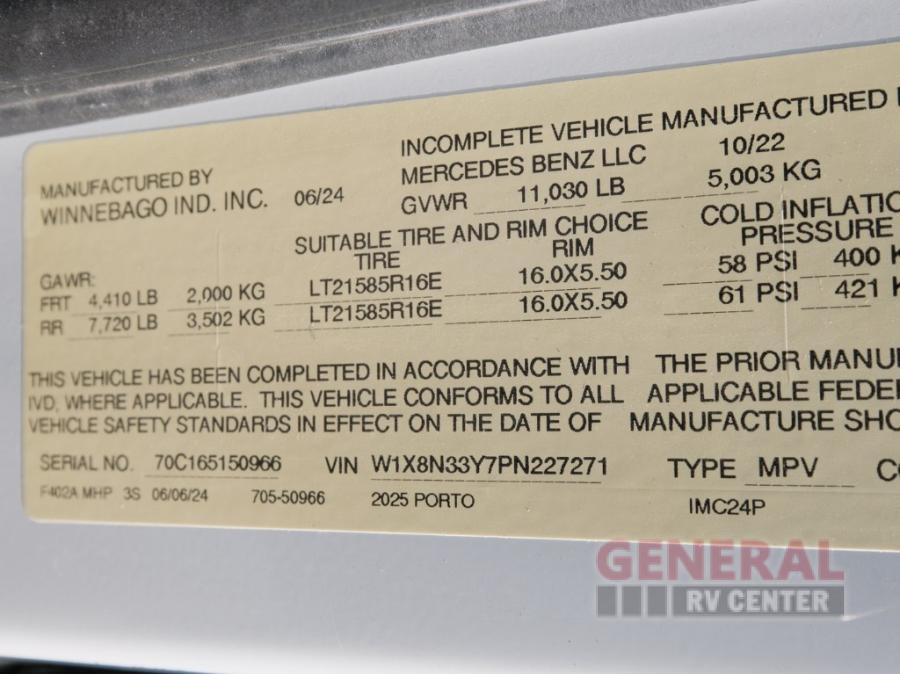 MANUFACTURED BY
WINNEBAGO IND. INC. 06/24
INCOMPLETE VEHICLE MANUFACTURED
MERCEDES BENZ LLC 10/22
GVWR 11,030 LB 5,003 KG
SUITABLE TIRE AND RIM CHOICE COLD INFLATIO
GAWR: TIRE RIM PRESSURE
FRT 4,410 LB 2,000 KG LT21585R16E 16.0X5.50 58 PSI 400 K
RR 7,720 LB 3,502 KG LT21585R16E 16.0X5.50 61 PSI 421 K
THIS VEHICLE HAS BEEN COMPLETED IN ACCORDANCE WITH THE PRIOR MANU
IVD, WHERE APPLICABLE. THIS VEHICLE CONFORMS TO ALL APPLICABLE FEDE
VEHICLE SAFETY STANDARDS IN EFFECT ON THE DATE OF MANUFACTURE SHO
SERIAL NO. 70C165150966 VIN W1X8N33Y7PN227271 TYPE MPV CO
F402A MHP 3S 06/06/24 705-50966 2025 PORTO IMC24P
GENERAL
RV CENTER